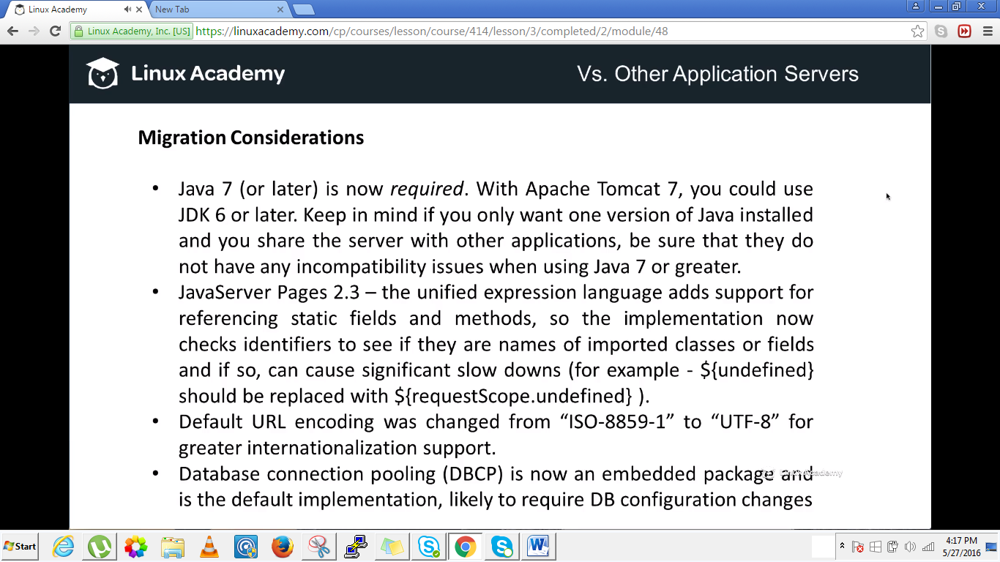 Linux Academy
New Tab
Linux Academy, Inc. [US] https://linuxacademy.com/cp/courses/lesson/course/414/lesson/3/completed/2/module/48
Linux Academy
Vs. Other Application Servers
Migration Considerations
• Java 7 (or later) is now required. With Apache Tomcat 7, you could use
JDK 6 or later. Keep in mind if you only want one version of Java installed
and you share the server with other applications, be sure that they do
not have any incompatibility issues when using Java 7 or greater.
• JavaServer Pages 2.3 – the unified expression language adds support for
referencing static fields and methods, so the implementation now
checks identifiers to see if they are names of imported classes or fields
and if so, can cause significant slow downs (for example - ${undefined}
should be replaced with ${requestScope.undefined} ).
• Default URL encoding was changed from “ISO-8859-1” to “UTF-8” for
greater internationalization support.
• Database connection pooling (DBCP) is now an embedded package and
is the default implementation, likely to require DB configuration changes
Linux Academy
Start
4:17 PM
5/27/2016